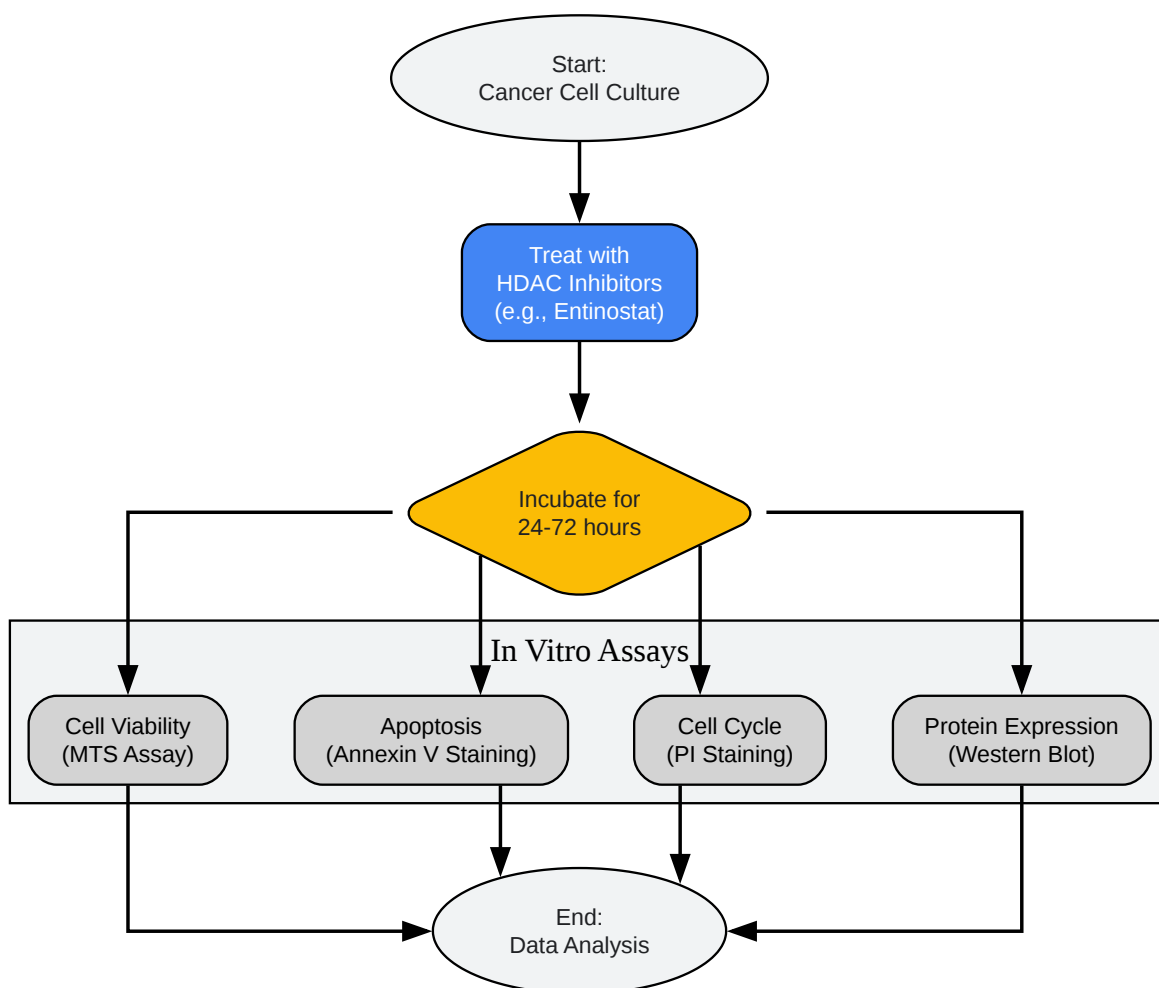 Start:
Cancer Cell Culture
Treat with
HDAC Inhibitors
(e.g., Entinostat)
Incubate for
24-72 hours
In Vitro Assays
Cell Viability
(MTS Assay)
Apoptosis
(Annexin V Staining)
Cell Cycle
(PI Staining)
Protein Expression
(Western Blot)
End:
Data Analysis